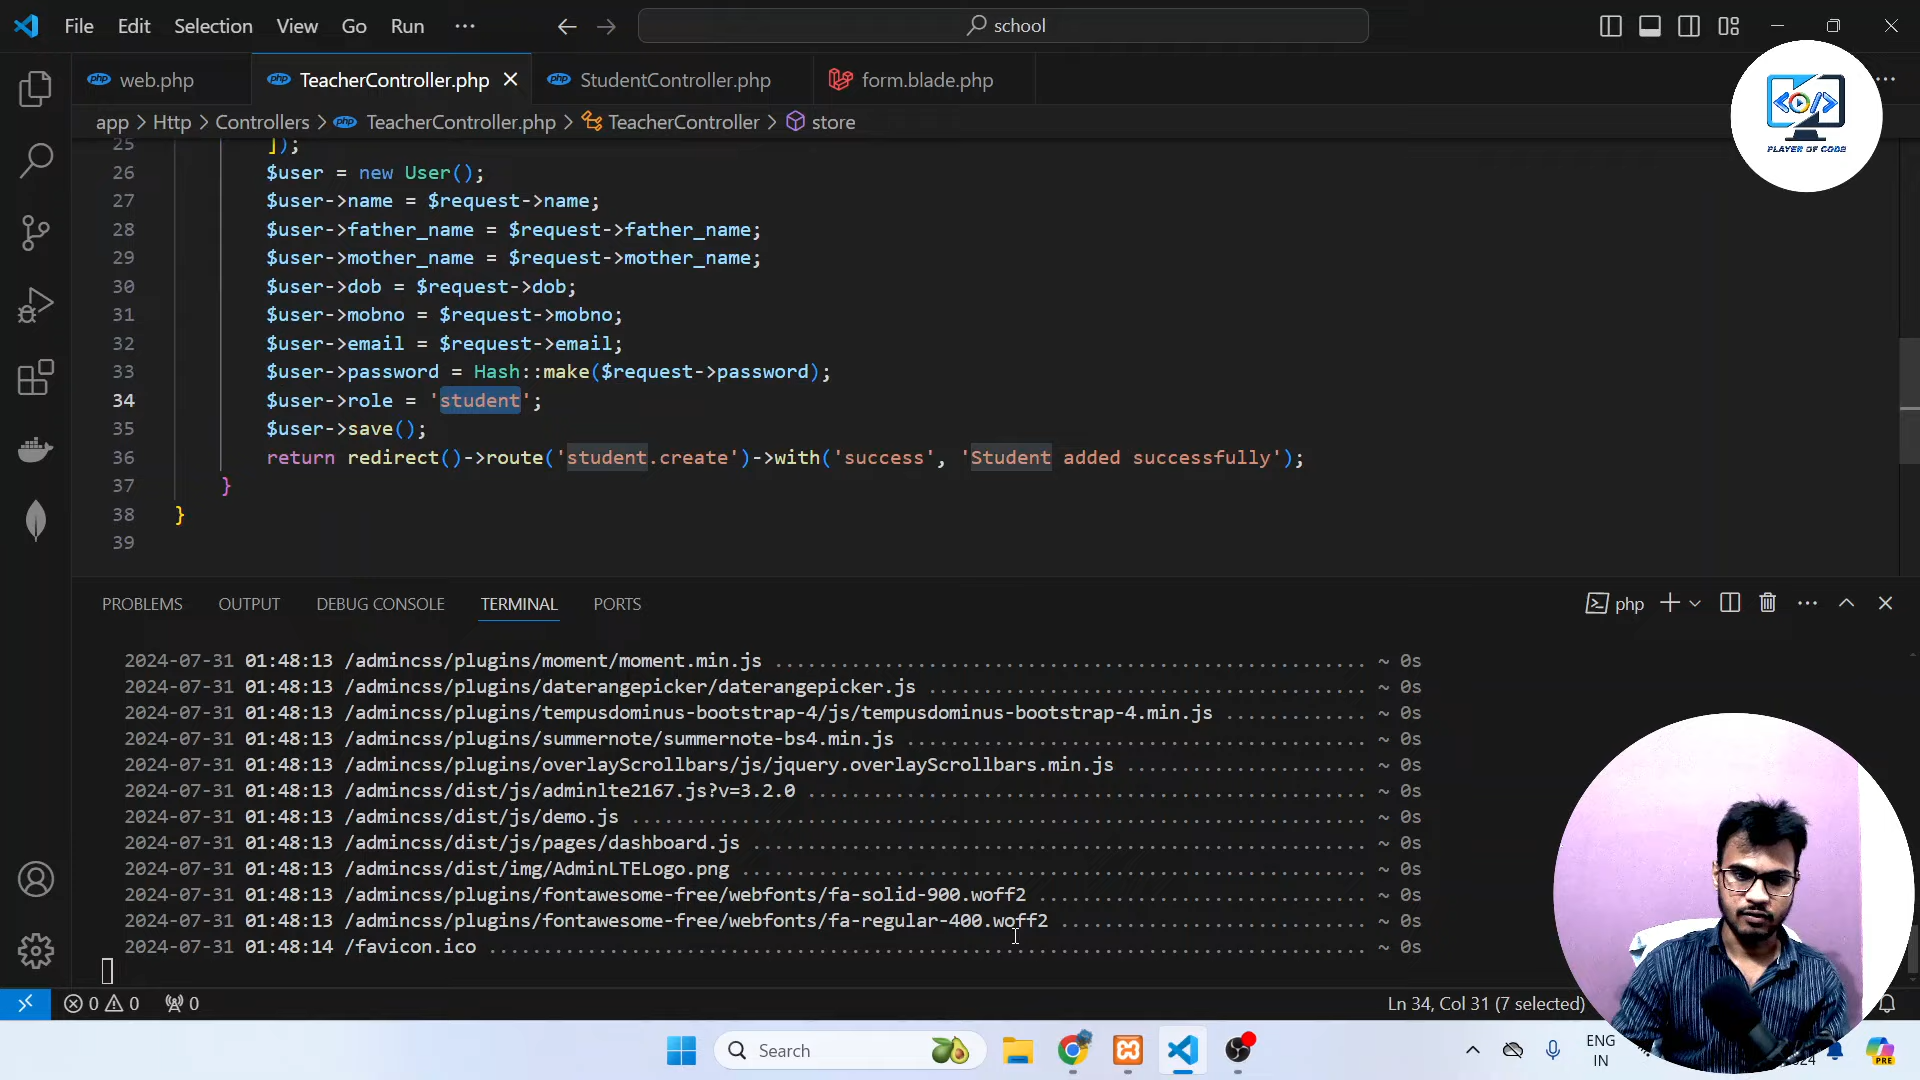 File Edit Selection View Go Run ··· school
web.php TeacherController.php StudentController.php form.blade.php
app > Http > Controllers > TeacherController.php > TeacherController > store
PLAYER OF CODE
25 ]);
26 $user = new User();
27 $user->name = $request->name;
28 $user->father_name = $request->father_name;
29 $user->mother_name = $request->mother_name;
30 $user->dob = $request->dob;
31 $user->mobno = $request->mobno;
32 $user->email = $request->email;
33 $user->password = Hash::make($request->password);
34 $user->role = 'student';
35 $user->save();
36 return redirect()->route('student.create')->with('success', 'Student added successfully');
37 }
38 }
39
PROBLEMS OUTPUT DEBUG CONSOLE TERMINAL PORTS php
2024-07-31 01:48:13 /admincss/plugins/moment/moment.min.js ~ 0s
2024-07-31 01:48:13 /admincss/plugins/daterangepicker/daterangepicker.js ~ 0s
2024-07-31 01:48:13 /admincss/plugins/tempusdominus-bootstrap-4/js/tempusdominus-bootstrap-4.min.js ~ 0s
2024-07-31 01:48:13 /admincss/plugins/summernote/summernote-bs4.min.js ~ 0s
2024-07-31 01:48:13 /admincss/plugins/overlayScrollbars/js/jquery.overlayScrollbars.min.js ~ 0s
2024-07-31 01:48:13 /admincss/dist/js/adminlte2167.js?v=3.2.0 ~ 0s
2024-07-31 01:48:13 /admincss/dist/js/demo.js ~ 0s
2024-07-31 01:48:13 /admincss/dist/js/pages/dashboard.js ~ 0s
2024-07-31 01:48:13 /admincss/dist/img/AdminLTELogo.png ~ 0s
2024-07-31 01:48:13 /admincss/plugins/fontawesome-free/webfonts/fa-solid-900.woff2 ~ 0s
2024-07-31 01:48:13 /admincss/plugins/fontawesome-free/webfonts/fa-regular-400.woff2 ~ 0s
2024-07-31 01:48:14 /favicon.ico ~ 0s
0 0 0 Ln 34, Col 31 (7 selected)
Search ENG
IN
PRE